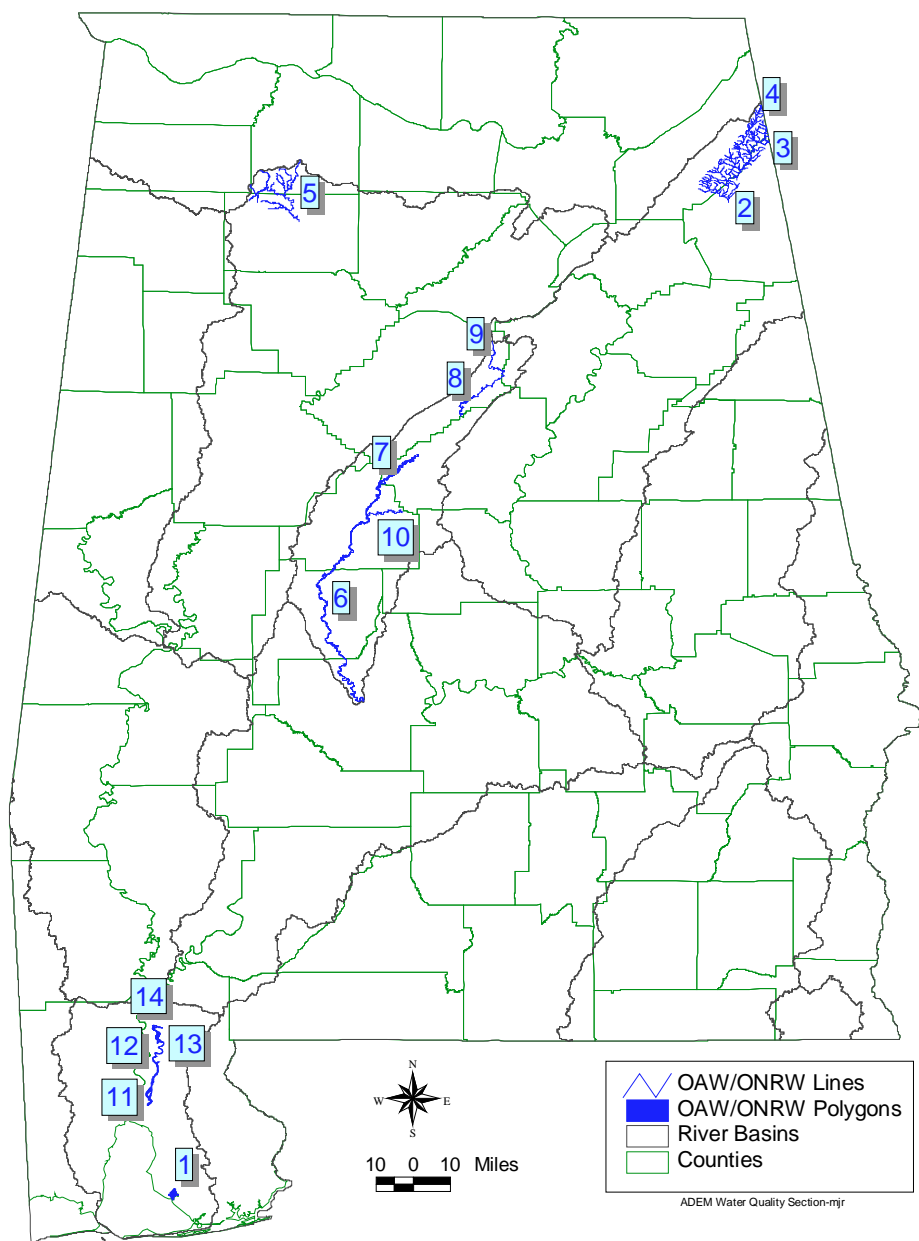 4
3
5
2
9
8
7
10
6
14
12
13
11
1
N
W
E
S
10 0 10 Miles
OAW/ONRW Lines
OAW/ONRW Polygons
River Basins
Counties
ADEM Water Quality Section-mjr